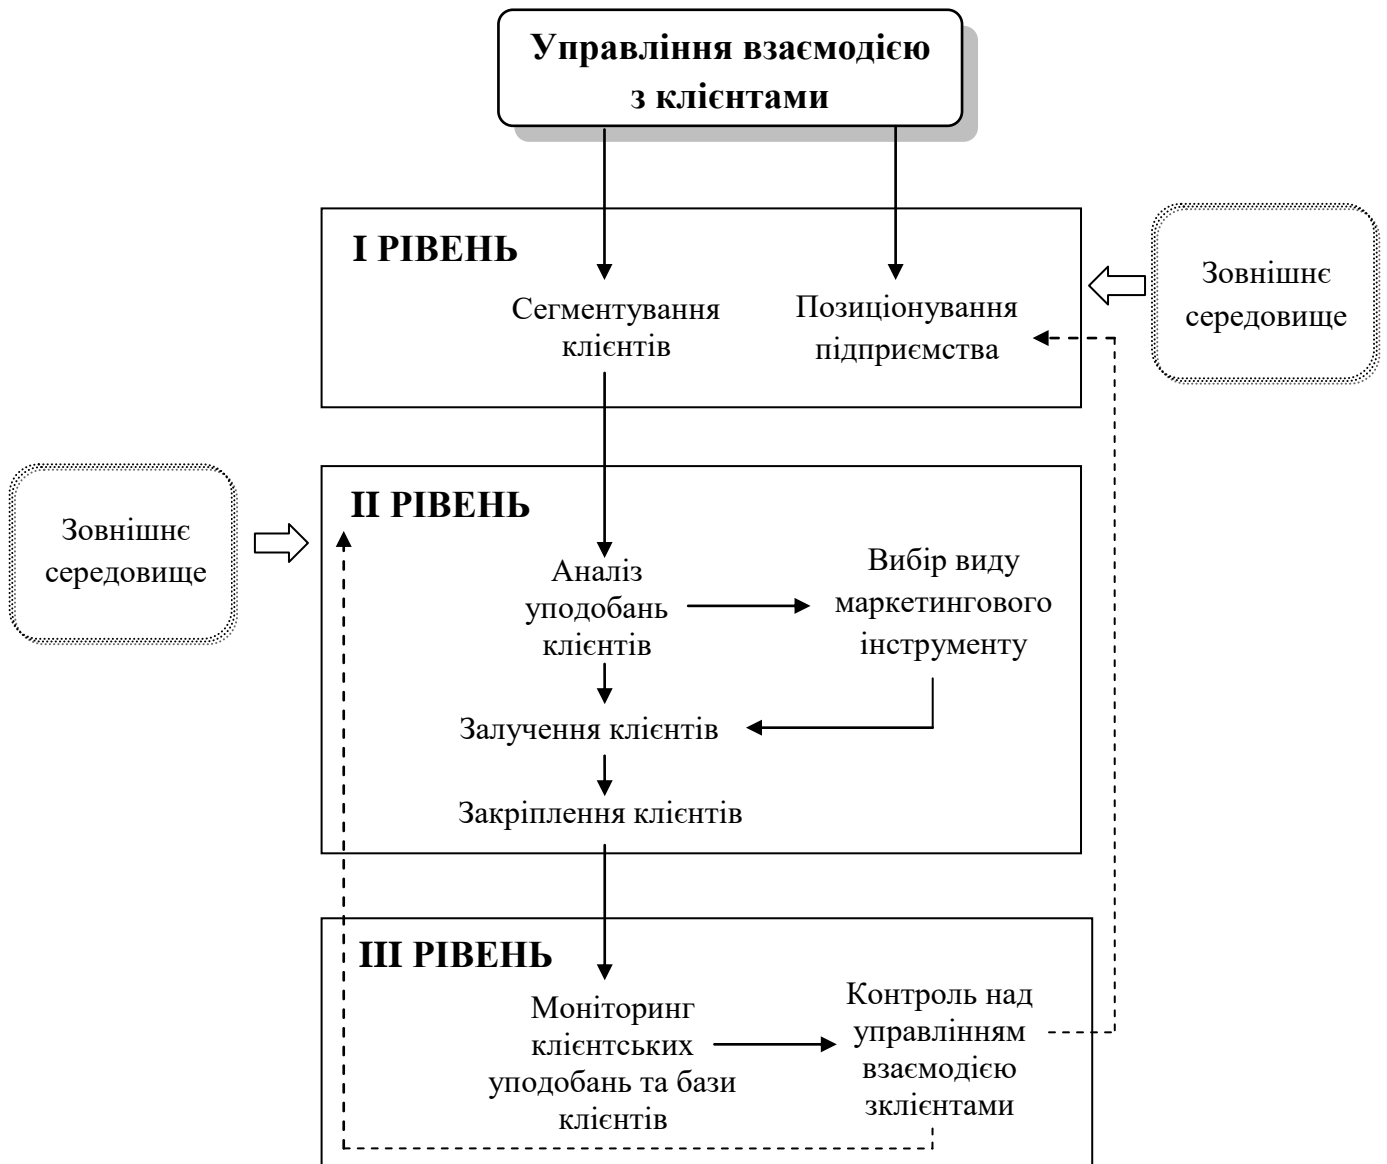 Управління взаємодією
з клієнтами
І РІВЕНЬ
Сегментування
клієнтів
Позиціонування
підприємства
Зовнішнє
середовище
Зовнішнє
середовище
ІІ РІВЕНЬ
Аналіз
уподобань
клієнтів
Вибір виду
маркетингового
інструменту
Залучення клієнтів
Закріплення клієнтів
ІІІ РІВЕНЬ
Моніторинг
клієнтських
уподобань та бази
клієнтів
Контроль над
управлінням
взаємодією
зклієнтами